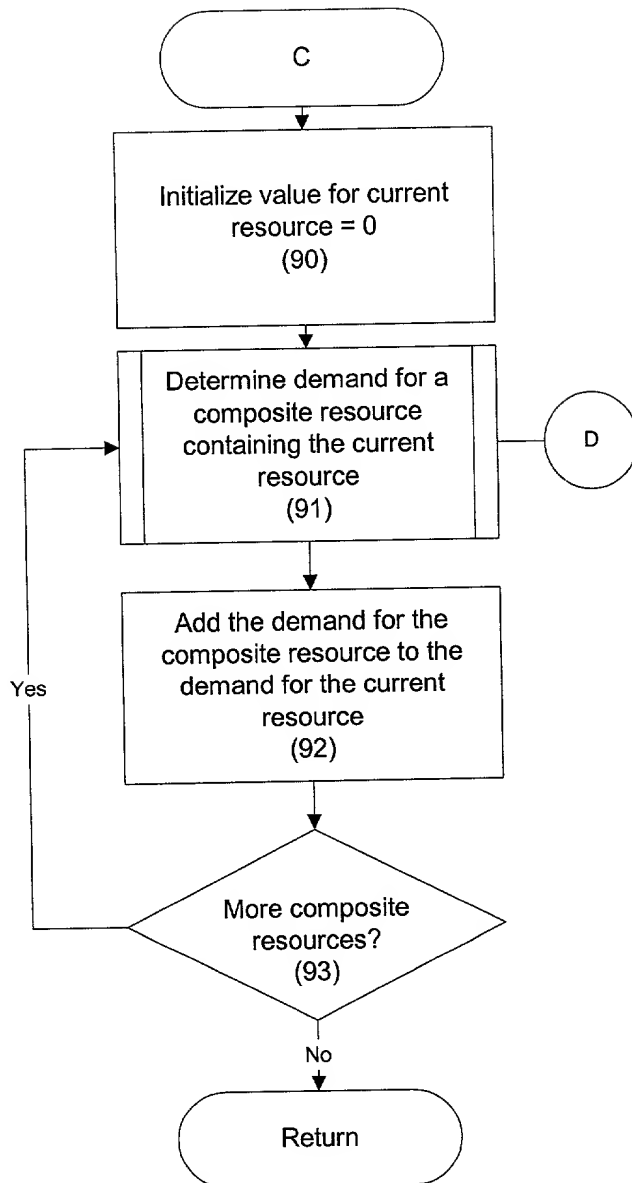 C
Initialize value for current
resource = 0
(90)
Determine demand for a
composite resource
containing the current
resource
(91)
D
Add the demand for the
composite resource to the
demand for the current
resource
(92)
Yes
More composite
resources?
(93)
No
Return